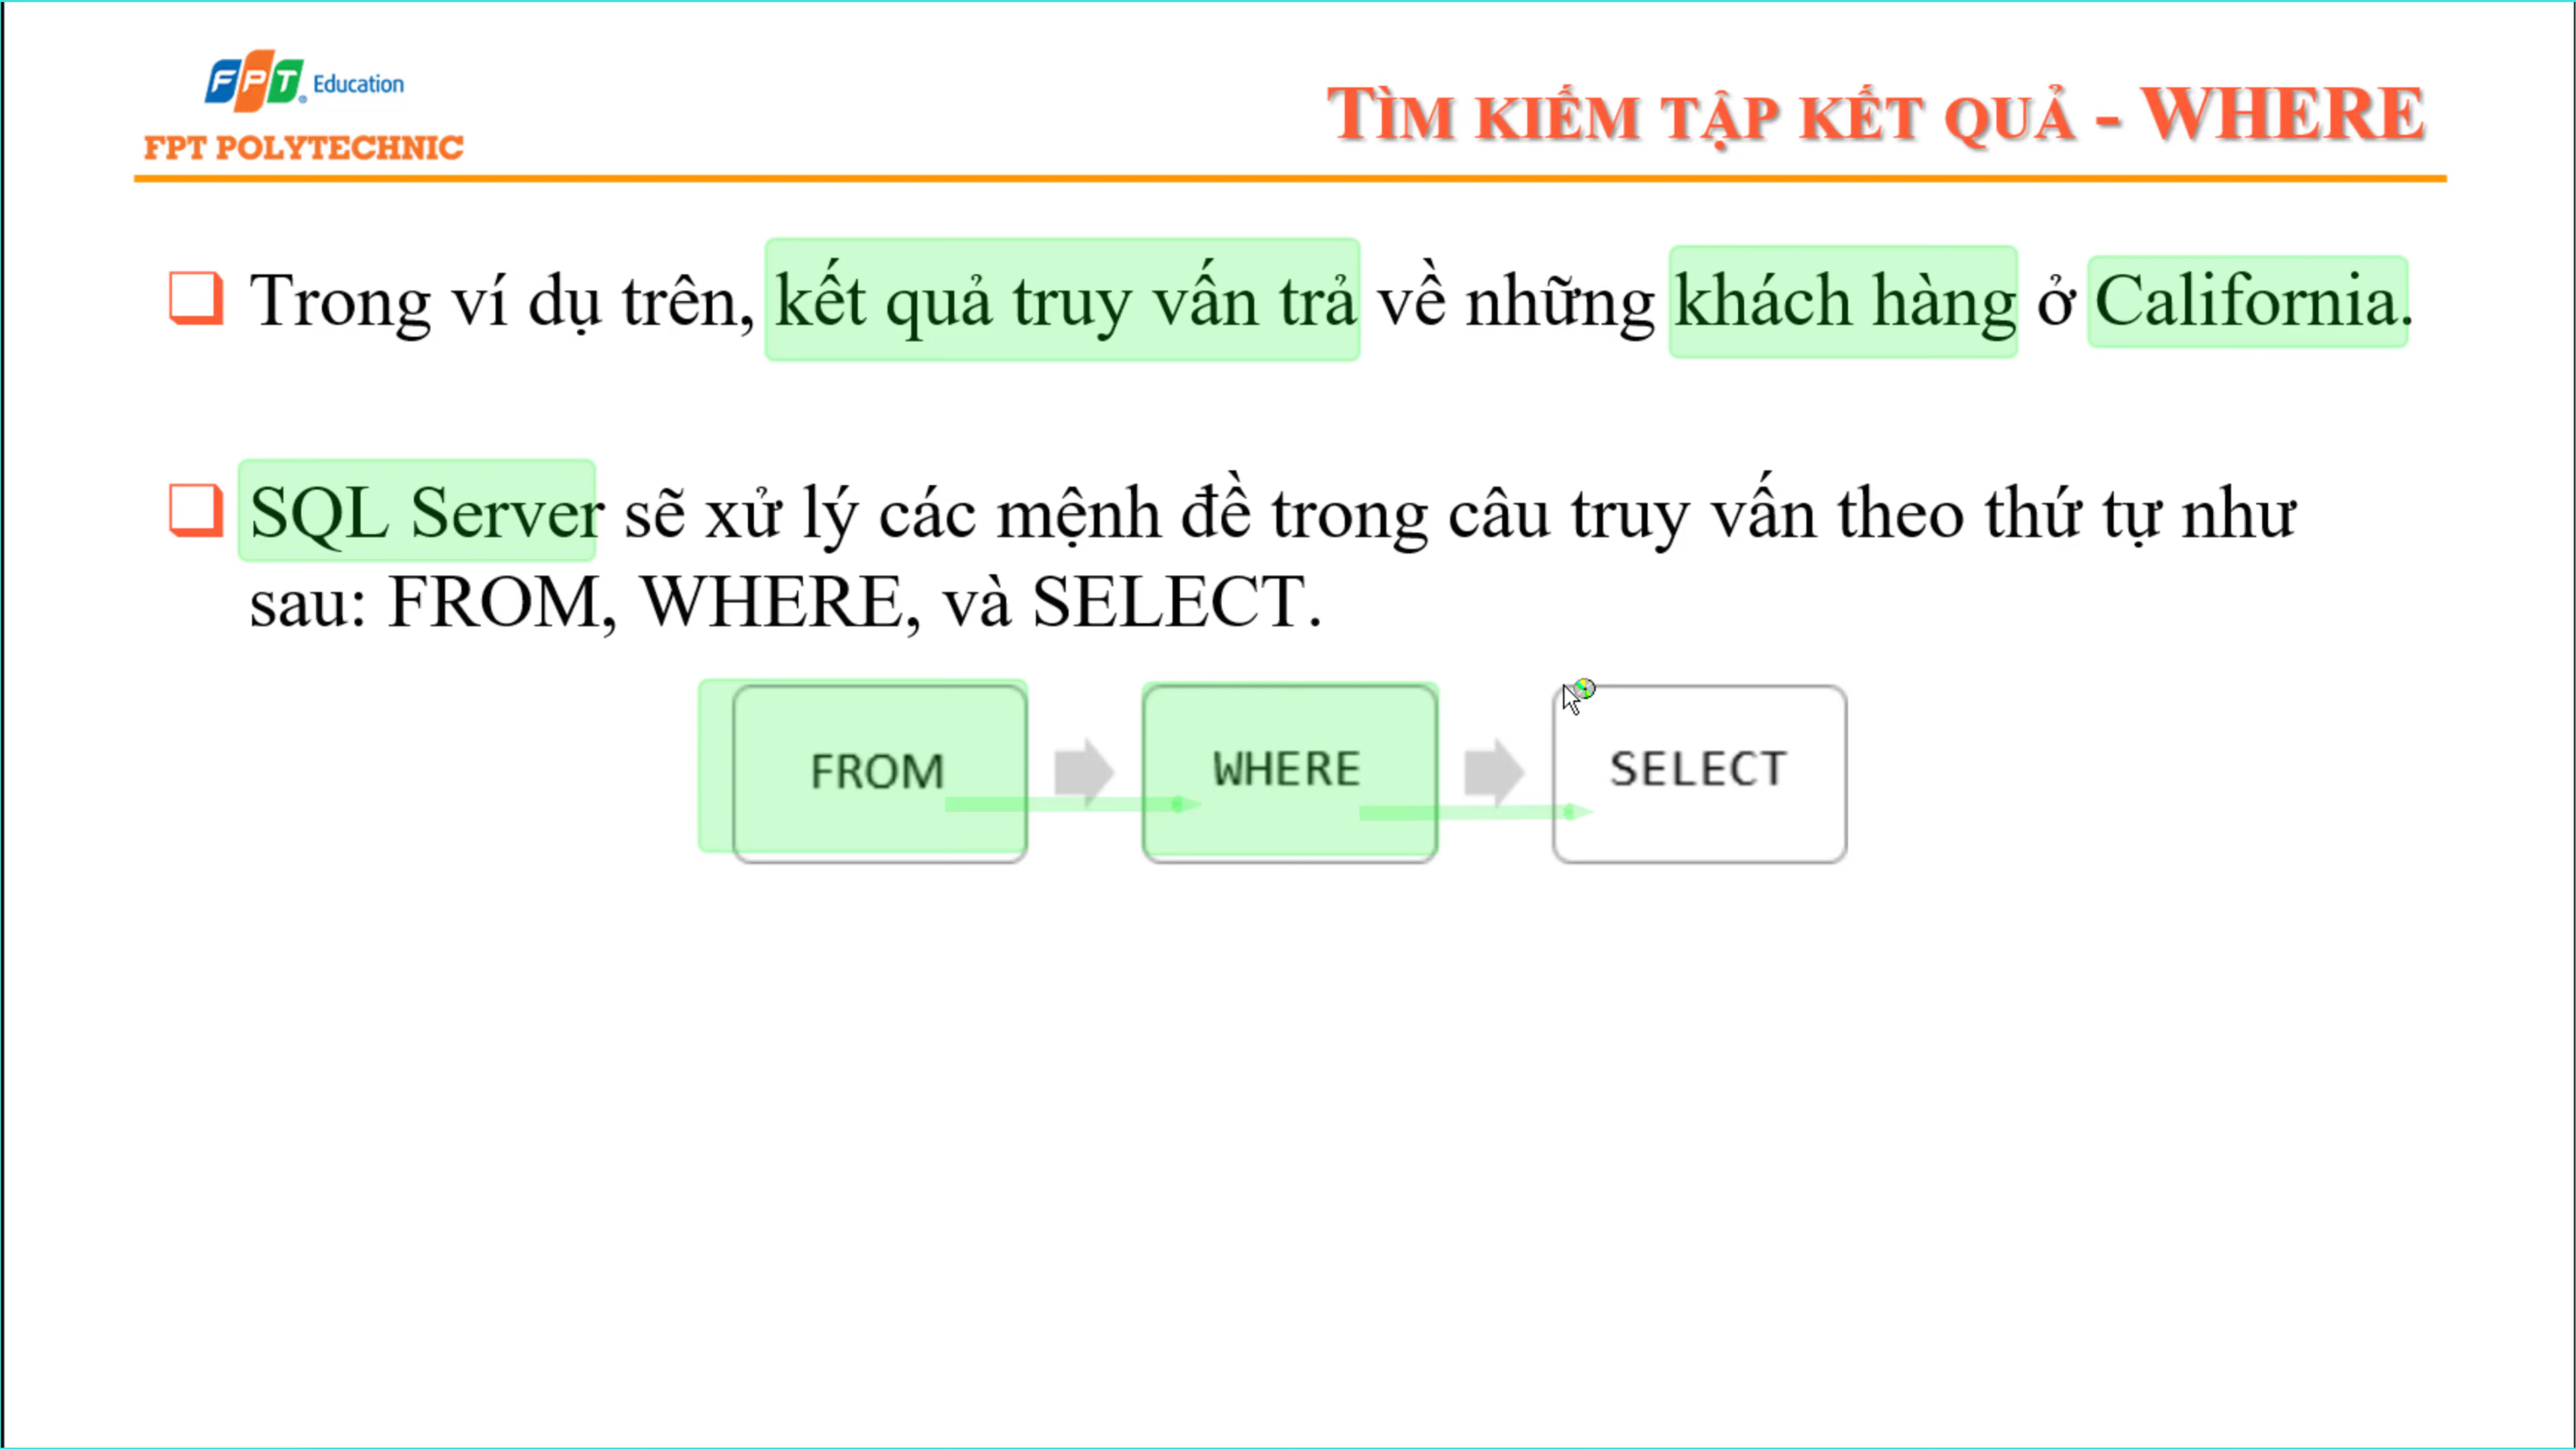 FPT Education
FPT POLYTECHNIC
TÌM KIẾM TẬP KẾT QUẢ - WHERE
Trong ví dụ trên, kết quả truy vấn trả về những khách hàng ở California.
SQL Server sẽ xử lý các mệnh đề trong câu truy vấn theo thứ tự như
sau: FROM, WHERE, và SELECT.
FROM WHERE SELECT